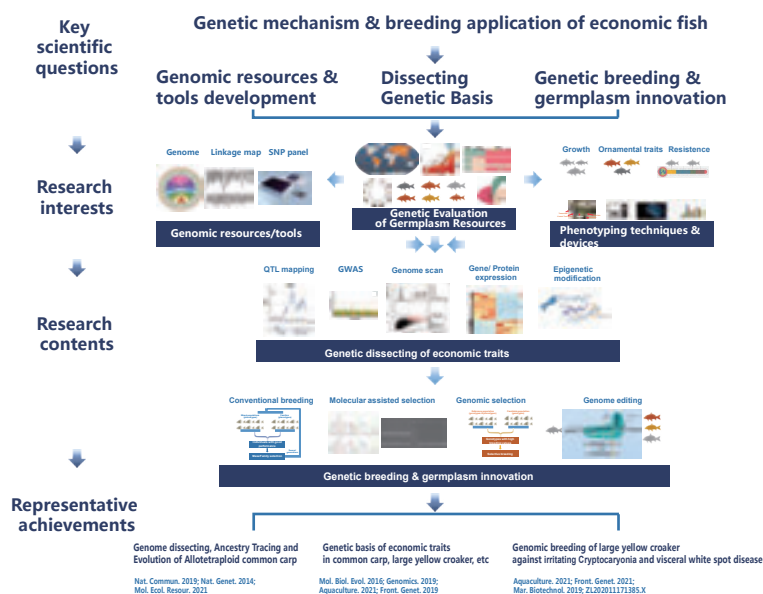 Key
scientific
questions
Genetic mechanism & breeding application of economic fish
Genomic resources &
tools development
Dissecting
Genetic Basis
Genetic breeding &
germplasm innovation
Research
interests
Genome
Linkage map
SNP panel
Genomic resources/tools
Genetic Evaluation
of Germplasm Resources
Growth
Ornamental traits
Resistence
Phenotyping techniques &
devices
Research
contents
QTL mapping
GWAS
Genome scan
Gene/ Protein
expression
Epigenetic
modification
Genetic dissecting of economic traits
Conventional breeding
Molecular assisted selection
Genomic selection
Genome editing
Genetic breeding & germplasm innovation
Representative
achievements
Genome dissecting, Ancestry Tracing and
Evolution of Allotetraploid common carp
Nat. Commun. 2019; Nat. Genet. 2014;
Mol. Ecol. Resour. 2021
Genetic basis of economic traits
in common carp, large yellow croaker, etc
Mol. Biol. Evol. 2016; Genomics. 2019;
Aquaculture. 2021; Front. Genet. 2019
Genomic breeding of large yellow croaker
against irritating Cryptocaryonia and visceral white spot disease
Aquaculture. 2021; Front. Genet. 2021;
Mar. Biotechnol. 2019; ZL202011171385.X